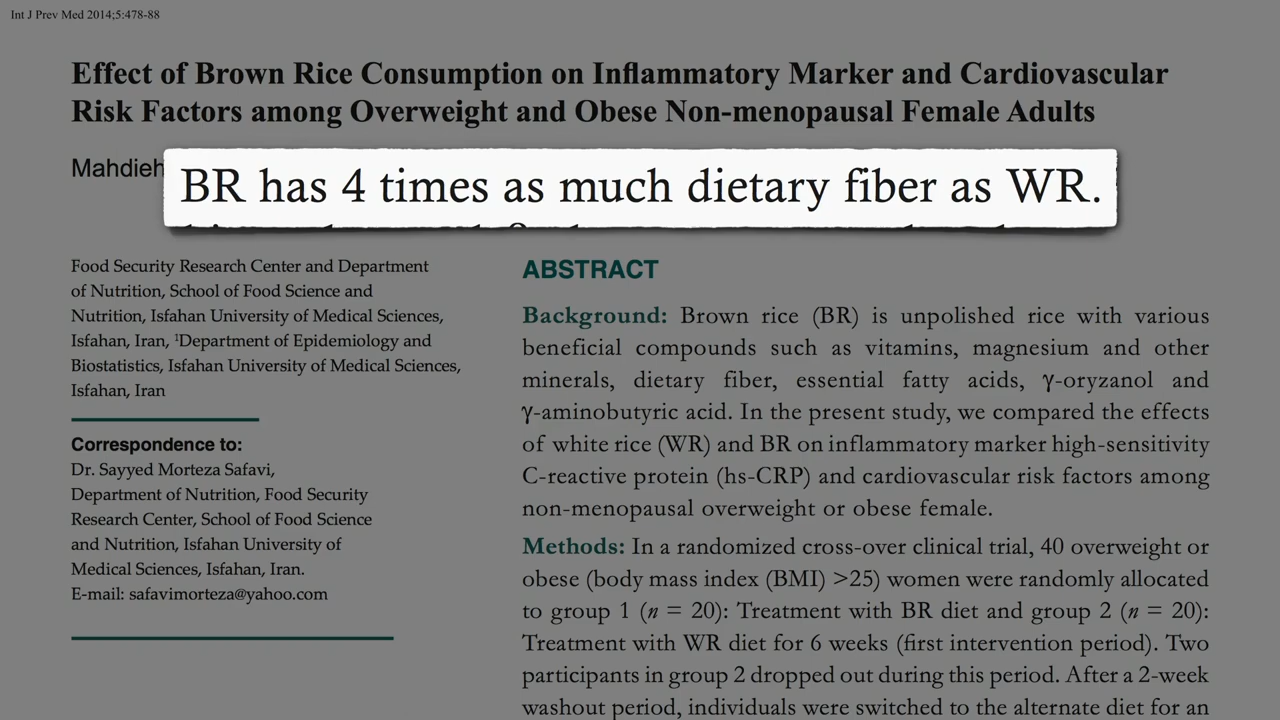 Int J Prev Med 2014;5:478-88
Effect of Brown Rice Consumption on Inflammatory Marker and Cardiovascular
Risk Factors among Overweight and Obese Non-menopausal Female Adults
Mahdieh
BR has 4 times as much dietary fiber as WR.
Food Security Research Center and Department
of Nutrition, School of Food Science and
Nutrition, Isfahan University of Medical Sciences,
Isfahan, Iran, ¹Department of Epidemiology and
Biostatistics, Isfahan University of Medical Sciences,
Isfahan, Iran
Correspondence to:
Dr. Sayyed Morteza Safavi,
Department of Nutrition, Food Security
Research Center, School of Food Science
and Nutrition, Isfahan University of
Medical Sciences, Isfahan, Iran.
E-mail: safavimorteza@yahoo.com
ABSTRACT
Background: Brown rice (BR) is unpolished rice with various
beneficial compounds such as vitamins, magnesium and other
minerals, dietary fiber, essential fatty acids, γ-oryzanol and
γ-aminobutyric acid. In the present study, we compared the effects
of white rice (WR) and BR on inflammatory marker high-sensitivity
C-reactive protein (hs-CRP) and cardiovascular risk factors among
non-menopausal overweight or obese female.
Methods: In a randomized cross-over clinical trial, 40 overweight or
obese (body mass index (BMI) >25) women were randomly allocated
to group 1 (n = 20): Treatment with BR diet and group 2 (n = 20):
Treatment with WR diet for 6 weeks (first intervention period). Two
participants in group 2 dropped out during this period. After a 2-week
washout period, individuals were switched to the alternate diet for an